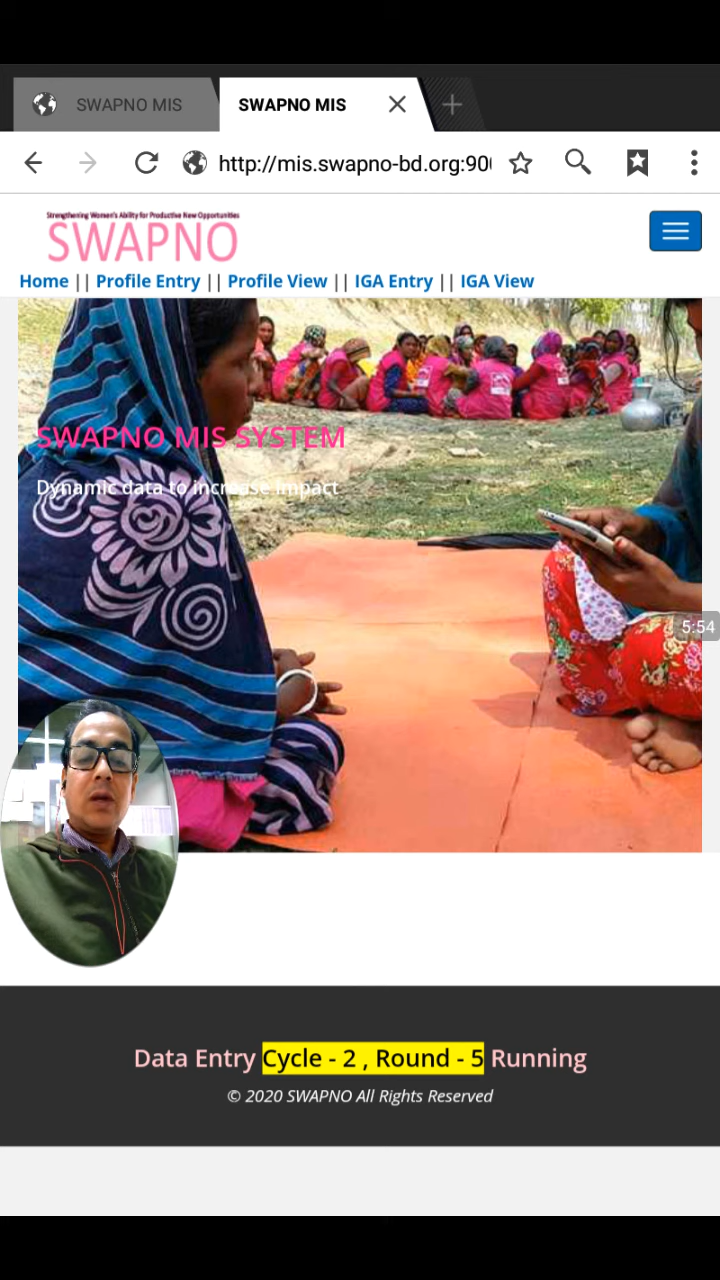 SWAPNO MIS
SWAPNO MIS
http://mis.swapno-bd.org:900
Strengthening Women's Ability for Productive New Opportunities
SWAPNO
Home || Profile Entry || Profile View || IGA Entry || IGA View
SWAPNO MIS SYSTEM
Dynamic data to increase impact
5:54
Data Entry Cycle - 2 , Round - 5 Running
© 2020 SWAPNO All Rights Reserved